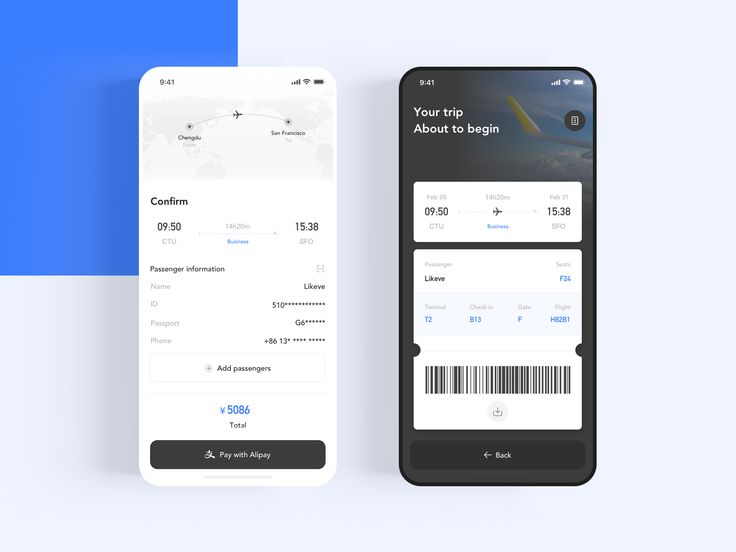 9:41
Chengdu
From
San Francisco
To
Confirm
09:50
14h20m
15:38
CTU
Business
SFO
Passenger information
Name
Likeve
ID
510************
Passport
G6******
Phone
+86 13* **** *****
Add passengers
¥ 5086
Total
Pay with Alipay
9:41
Your trip
About to begin
Feb 20
14h20m
Feb 21
09:50
15:38
CTU
Business
SFO
Passenger
Seats
Likeve
F24
Teminal
Check-in
Gate
Flight
T2
B13
F
H82B1
Back